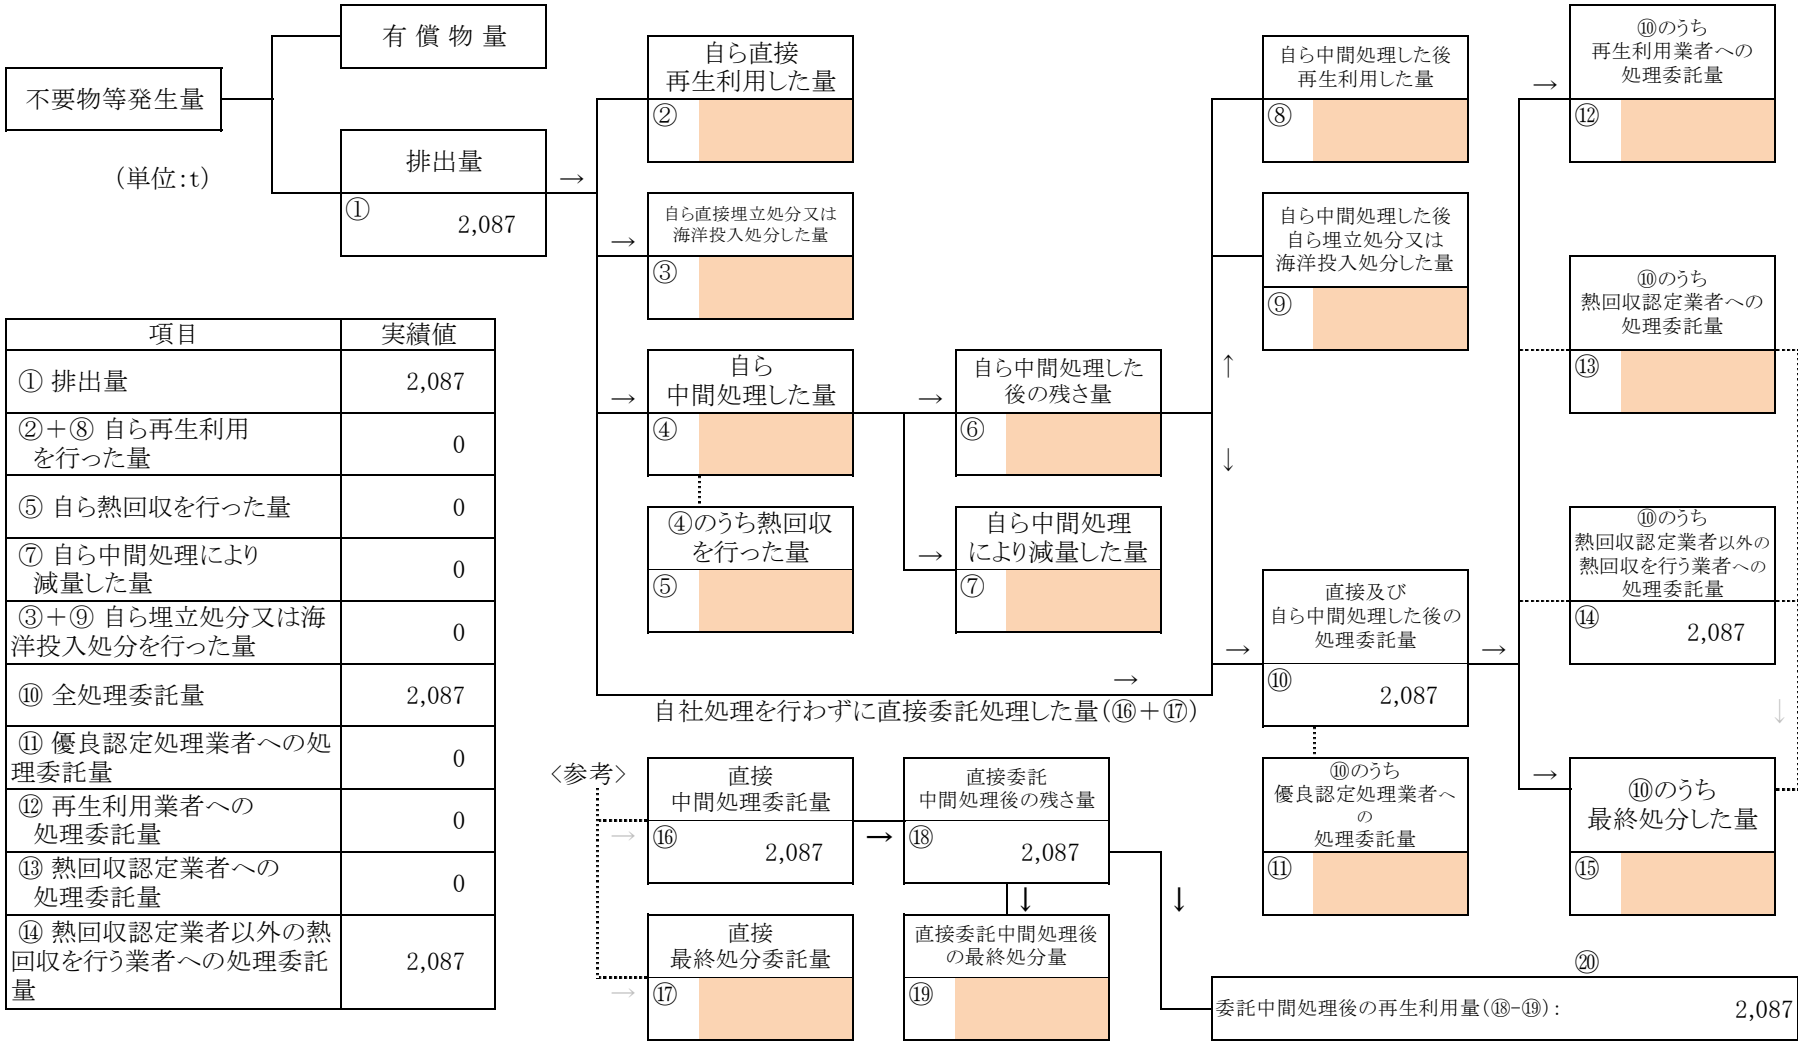 不要物等発生量
(単位:t)
有 償 物 量
排出量
①
2,087
→
自ら直接
再生利用した量
②
→
自ら直接埋立処分又は
海洋投入処分した量
③
→
自ら
中間処理した量
④
④のうち熱回収
を行った量
⑤
→
自ら中間処理した
後の残さ量
⑥
→
自ら中間処理
により減量した量
⑦
↑
↓
自ら中間処理した後
再生利用した量
⑧
自ら中間処理した後
自ら埋立処分又は
海洋投入処分した量
⑨
→
自社処理を行わずに直接委託処理した量(⑯+⑰)
→
直接及び
自ら中間処理した後の
処理委託量
⑩
2,087
→
⑩のうち
優良認定処理業者へ
の
処理委託量
⑪
→
⑩のうち
再生利用業者への
処理委託量
⑫
⑩のうち
熱回収認定業者への
処理委託量
⑬
⑩のうち
熱回収認定業者以外の
熱回収を行う業者への
処理委託量
⑭
2,087
↓
→
⑩のうち
最終処分した量
⑮
項目 実績値
① 排出量 2,087
②+⑧ 自ら再生利用
を行った量 0
⑤ 自ら熱回収を行った量 0
⑦ 自ら中間処理により
減量した量 0
③+⑨ 自ら埋立処分又は海
洋投入処分を行った量 0
⑩ 全処理委託量 2,087
⑪ 優良認定処理業者への処
理委託量 0
⑫ 再生利用業者への
処理委託量 0
⑬ 熱回収認定業者への
処理委託量 0
⑭ 熱回収認定業者以外の熱
回収を行う業者への処理委託
量 2,087
<参考>
→
直接
中間処理委託量
⑯
2,087
→
直接委託
中間処理後の残さ量
⑱
2,087
↓
↓
→
直接
最終処分委託量
⑰
直接委託中間処理後
の最終処分量
⑲
⑳
委託中間処理後の再生利用量(⑱-⑲): 2,087